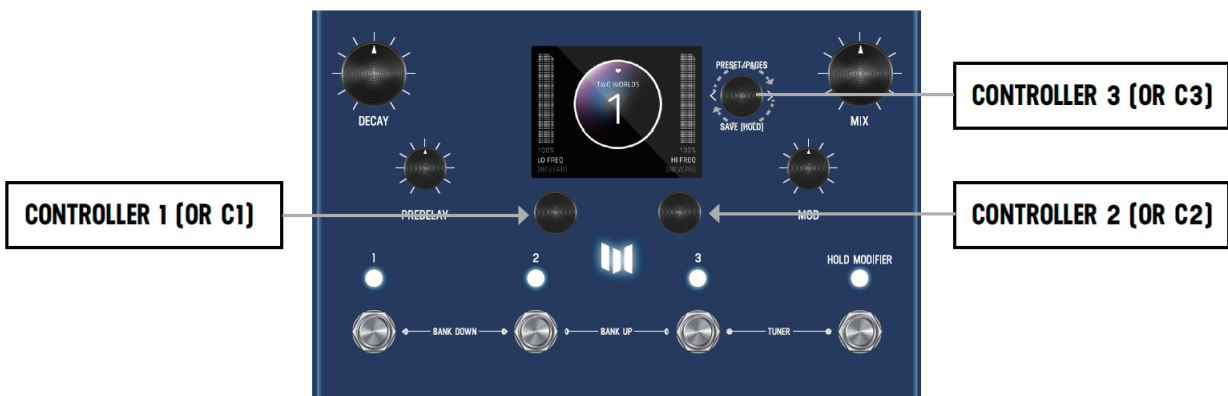 PRESET/PAGES
TWO WORLDS
1
SAVE (HOLD)
DECAY
MIX
100%
LO FREQ
(REVERB)
100%
HI FREQ
(REVERB)
CONTROLLER 3 (OR C3)
CONTROLLER 1 (OR C1)
PREDELAY
MOD
CONTROLLER 2 (OR C2)
1
2
3
HOLD MODIFIER
BANK DOWN
BANK UP
TUNER